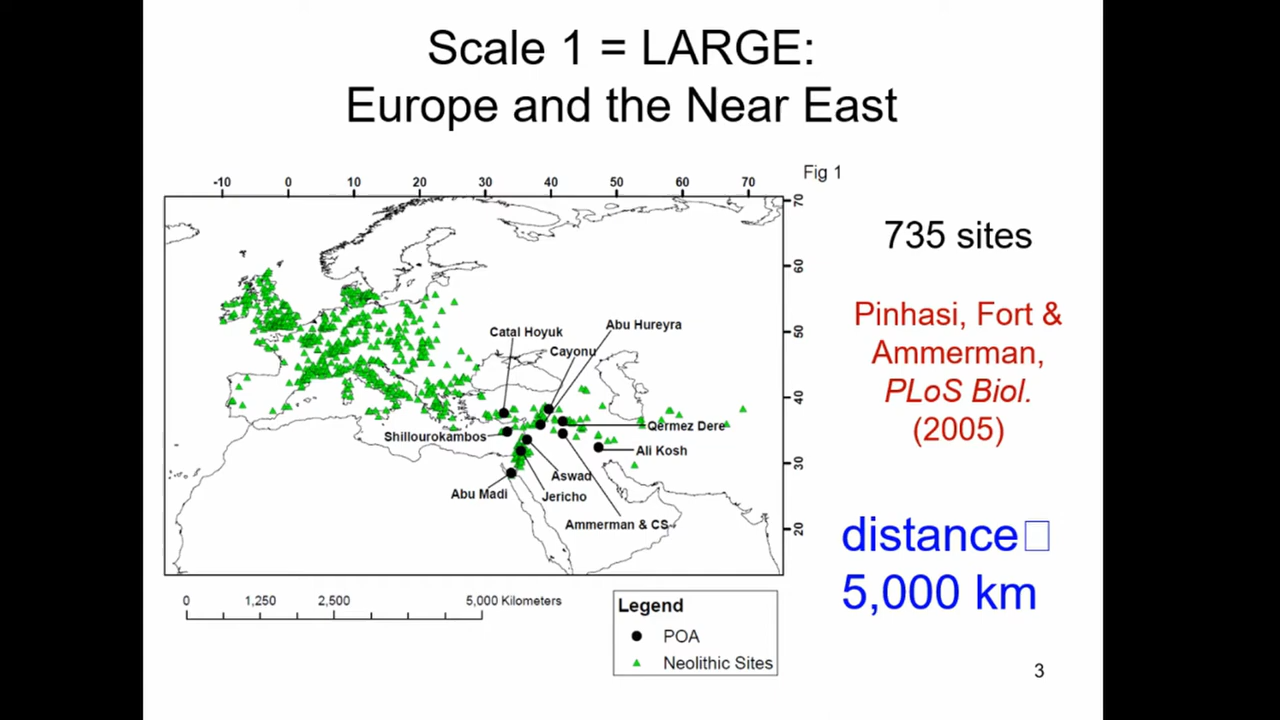 Scale 1 = LARGE:
Europe and the Near East
Fig 1
-10 0 10 20 30 40 50 60 70
70
60
50
40
30
20
Catal Hoyuk
Abu Hureyra
Cayonu
Qermez Dere
Shillourokambos
Ali Kosh
Aswad
Abu Madi
Jericho
Ammerman & CS
0 1,250 2,500 5,000 Kilometers
Legend
POA
Neolithic Sites
735 sites
Pinhasi, Fort &
Ammerman,
PLoS Biol.
(2005)
distance□
5,000 km
3